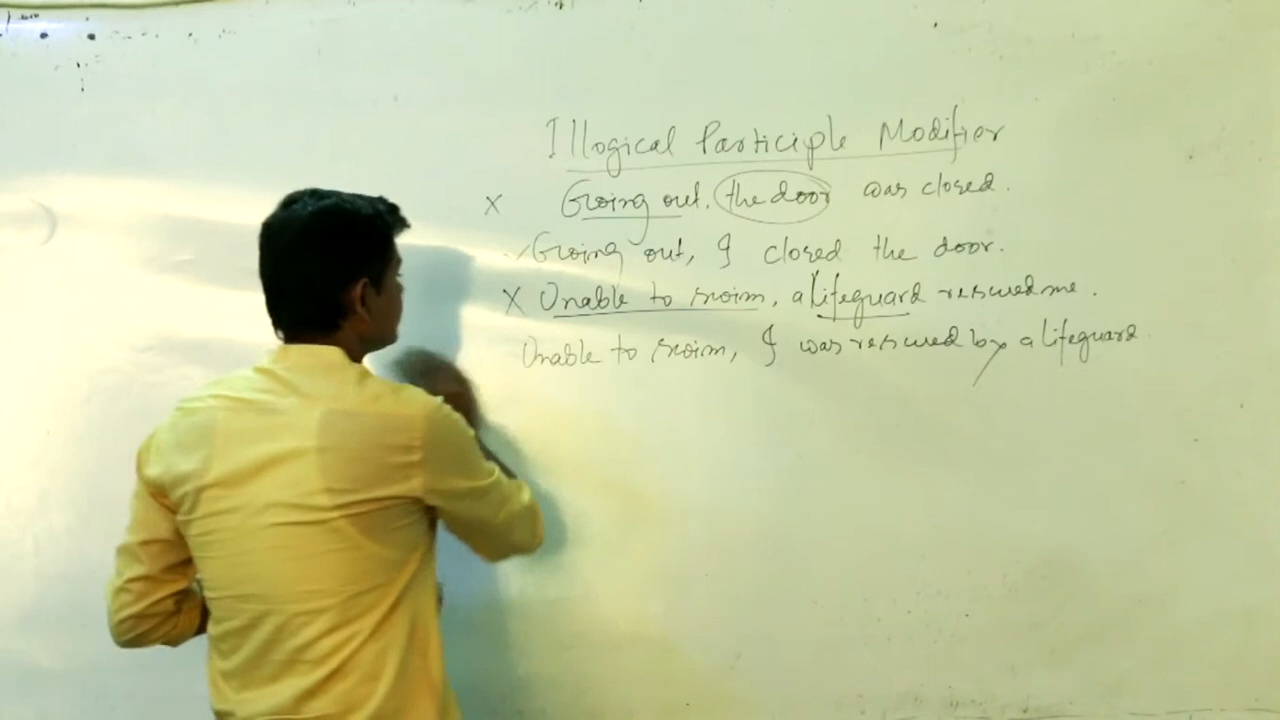 Illogical Participle Modifier
X Going out, the door was closed.
✓ Going out, I closed the door.
X Unable to swim, a lifeguard rescued me.
Unable to swim, I was rescued by a lifeguard.